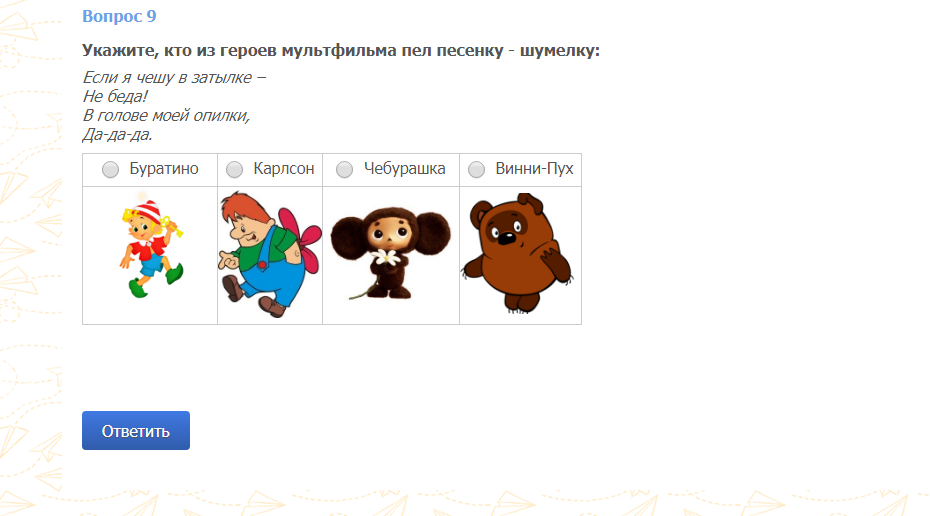 Вопрос 9
Укажите, кто из героев мультфильма пел песенку - шумелку:
Если я чешу в затылке –
Не беда!
В голове моей опилки,
Да-да-да.
Буратино Карлсон Чебурашка Винни-Пух
Ответить